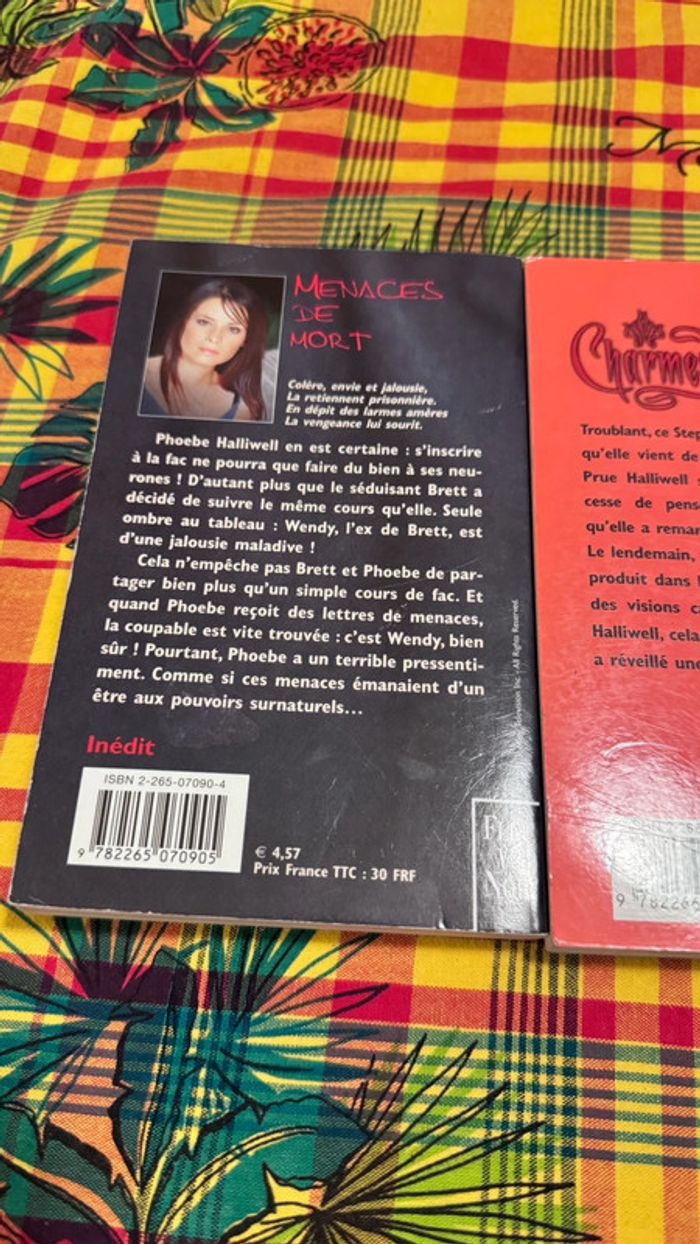 MENACES
DE
MORT
Colère, envie et jalousie,
La retiennent prisonnière.
En dépit des larmes amères
La vengeance lui sourit.
Phoebe Halliwell en est certaine : s'inscrire
à la fac ne pourra que faire du bien à ses neu-
rones ! D'autant plus que le séduisant Brett a
décidé de suivre le même cours qu'elle. Seule
ombre au tableau : Wendy, l'ex de Brett, est
d'une jalousie maladive !
Cela n'empêche pas Brett et Phoebe de par-
tager bien plus qu'un simple cours de fac. Et
quand Phoebe reçoit des lettres de menaces,
la coupable est vite trouvée : c'est Wendy, bien
sûr ! Pourtant, Phoebe a un terrible pressenti-
ment. Comme si ces menaces émanaient d'un
être aux pouvoirs surnaturels...
Inédit
ISBN 2-265-07090-4
9 782265 070905
€ 4,57
Prix France TTC : 30 FRF
Inc - All Rights Reserved.
Charme
Troublant, ce Step
qu'elle vient de
Prue Halliwell
cesse de pens
qu'elle a remar
Le lendemain,
produit dans
des visions c
Halliwell, cela
a réveillé une
9 782266